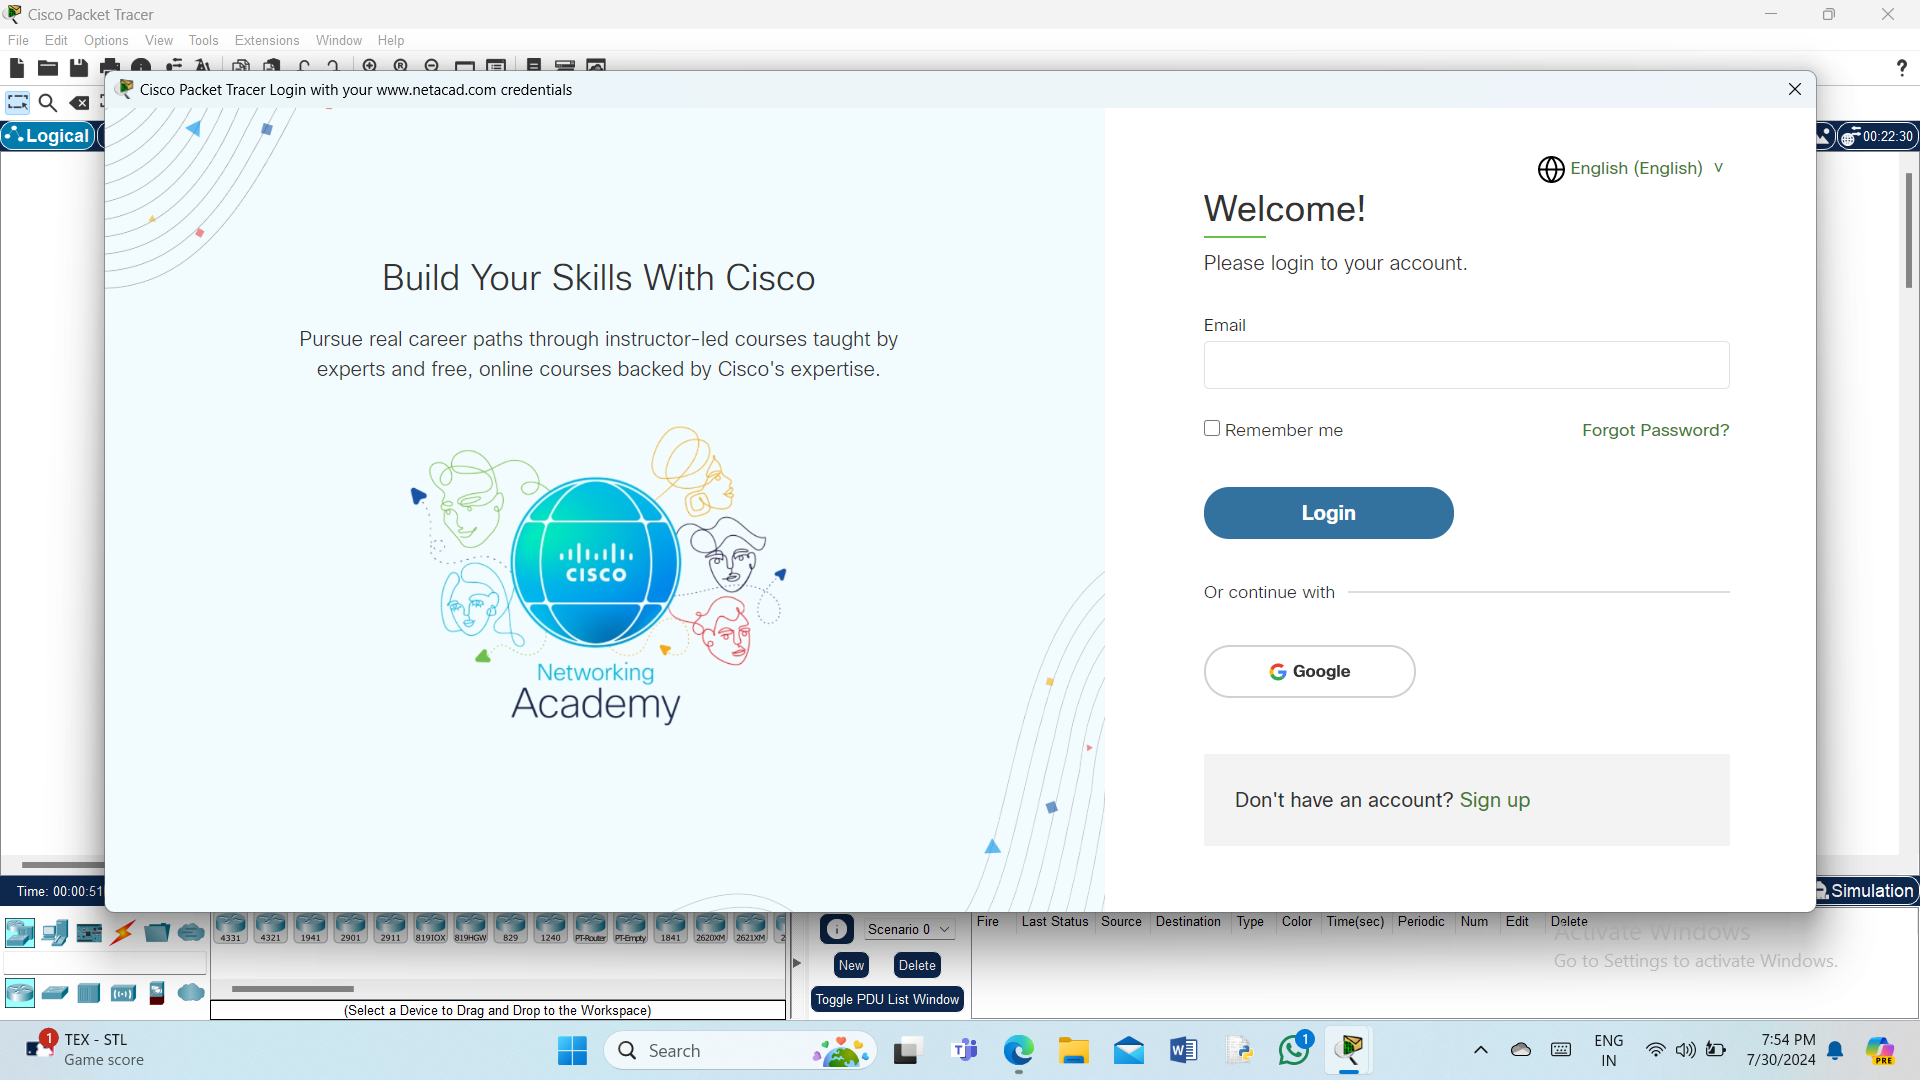 Cisco Packet Tracer
File Edit Options View Tools Extensions Window Help
Cisco Packet Tracer Login with your www.netacad.com credentials
Logical
00:22:30
English (English)
Welcome!
Please login to your account.
Build Your Skills With Cisco
Pursue real career paths through instructor-led courses taught by
experts and free, online courses backed by Cisco's expertise.
Email
Remember me Forgot Password?
Login
CISCO
Networking
Academy
Or continue with
Google
Don't have an account? Sign up
Time: 00:00:51
Simulation
4331 4321 1941 2901 2911 819IOX 819HGW 829 1240 PT-Router PT-Empty 1841 2620XM 2621XM
Scenario 0
Fire Last Status Source Destination Type Color Time(sec) Periodic Num Edit Delete
New Delete
Toggle PDU List Window
Activate Windows
Go to Settings to activate Windows.
(Select a Device to Drag and Drop to the Workspace)
1
TEX - STL
Game score
Search
1
ENG
IN
7:54 PM
7/30/2024
PRE